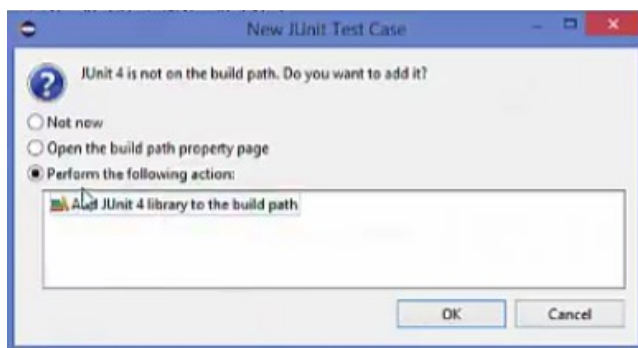 New JUnit Test Case
JUnit 4 is not on the build path. Do you want to add it?
Not now
Open the build path property page
Perform the following action:
Add JUnit 4 library to the build path
OK
Cancel